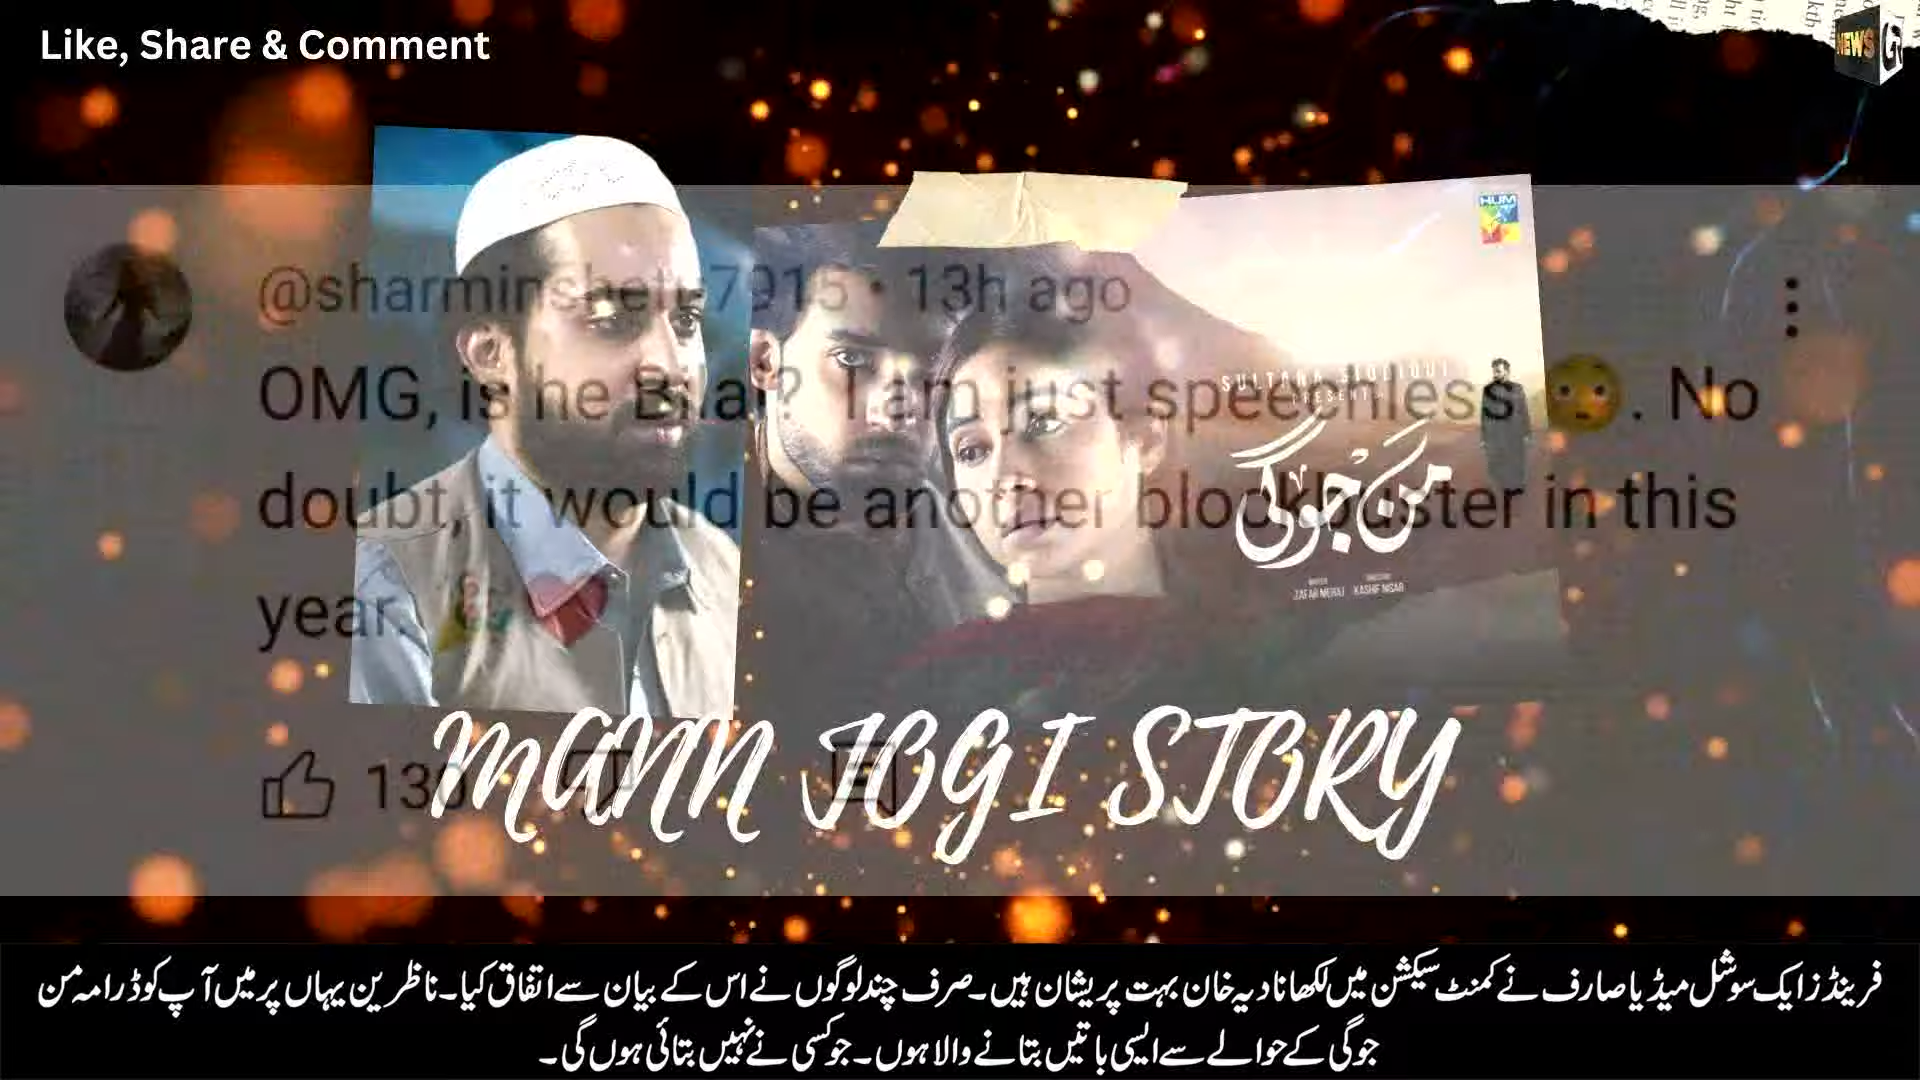 Like, Share & Comment
NEWS
HUM
13h ago
OMG, is he Bilal? I am just speechless 😳. No
doubt, it would be another blockbuster in this
year.
SULTANA SIDDIQUI
PRESENTS
من جوگی
ZAFAR MERAJ KASHIF NISAR
130
MANN JOGI STORY
فرینڈز ایک سوشل میڈیا صارف نے کمنٹ سیکشن میں لکھا نادیہ خان بہت پریشان ہیں۔ صرف چند لوگوں نے اس کے بیان سے اتفاق کیا۔ ناظرین یہاں پر میں آپ کو ڈرامہ من
جوگی کے حوالے سے ایسی باتیں بتانے والا ہوں۔ جو کسی نے نہیں بتائی ہوں گی۔